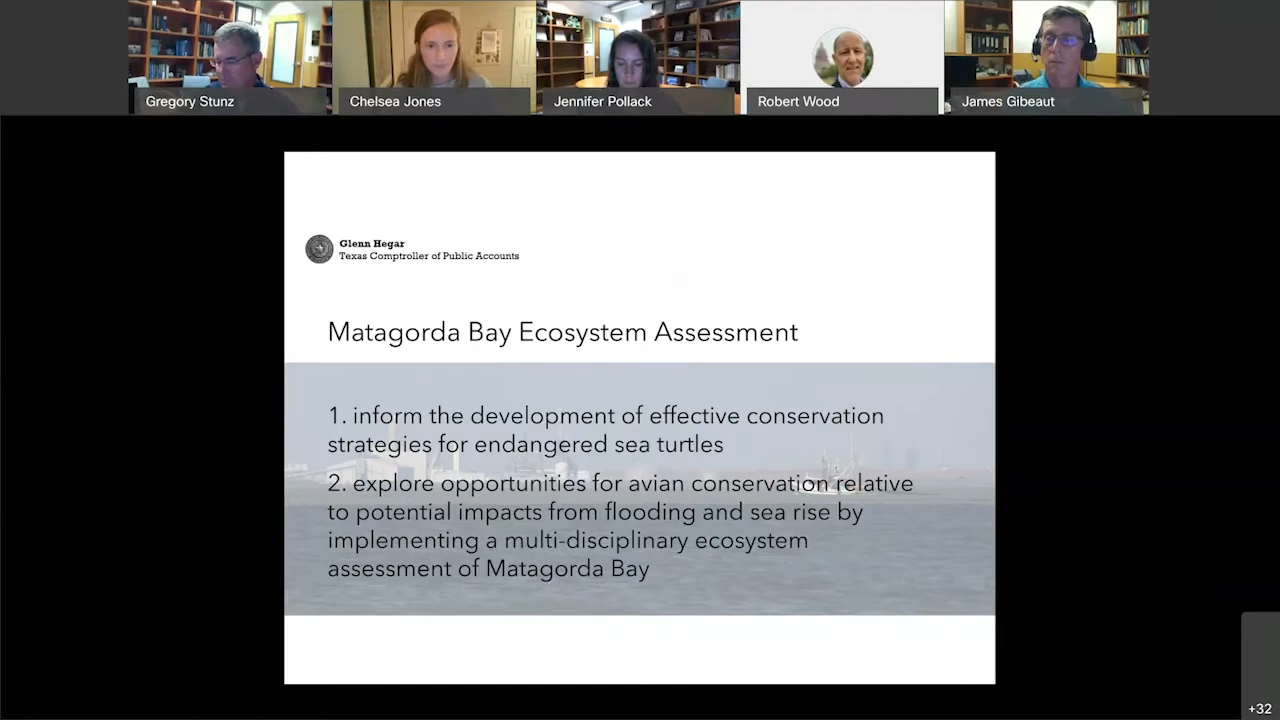 Gregory Stunz
Chelsea Jones
Jennifer Pollack
Robert Wood
James Gibeaut
Glenn Hegar
Texas Comptroller of Public Accounts
Matagorda Bay Ecosystem Assessment
1. inform the development of effective conservation
strategies for endangered sea turtles
2. explore opportunities for avian conservation relative
to potential impacts from flooding and sea rise by
implementing a multi-disciplinary ecosystem
assessment of Matagorda Bay
+32